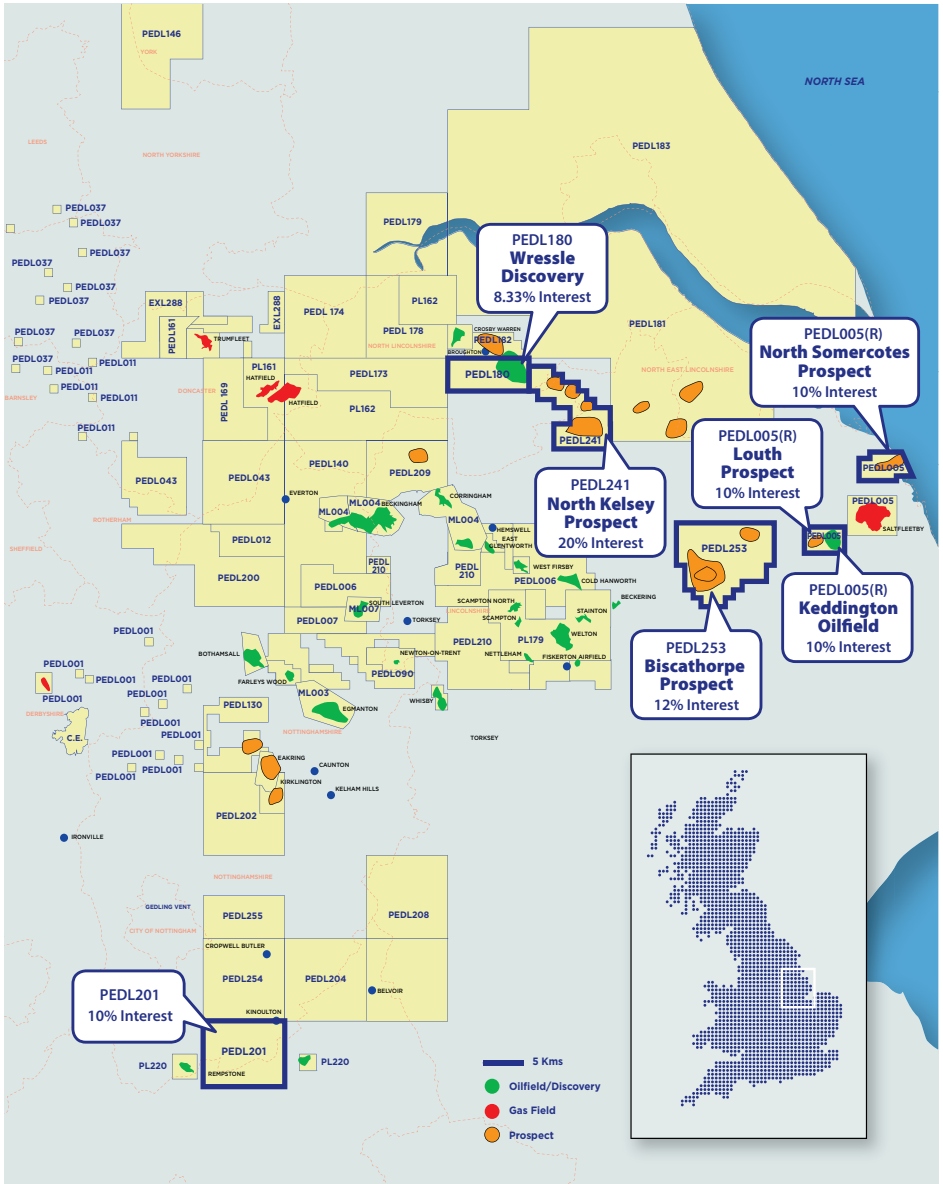 PEDL146
YORK
NORTH SEA
LEEDS
NORTH YORKSHIRE
PEDL183
PEDL037
PEDL037
PEDL179
PEDL037
PEDL037
PEDL037
PEDL180
Wressle
Discovery
8.33% Interest
EXL288
EXL288
PEDL161
PEDL 174
PL162
PEDL181
PEDL037
PEDL037
TRUMFLEET
PEDL 178
NORTH LINCOLNSHIRE
CROSBY WARREN
PEDL182
BROUGHTON
PEDL005(R)
North Somercotes
Prospect
10% Interest
PEDL037
PEDL011
PEDL011
PEDL011
PEDL011
BARNSLEY
DONCASTER
PEDL 169
PL161
HATFIELD
HATFIELD
PEDL173
PL162
PEDL180
NORTH EAST LINCOLNSHIRE
PEDL011
PEDL241
PEDL005(R)
Louth
Prospect
10% Interest
PEDL005
PEDL043
PEDL043
PEDL140
PEDL209
PEDL241
North Kelsey
Prospect
20% Interest
EVERTON
ML004
ML004
BECKINGHAM
CORRINGHAM
ML004
PEDL005
SALTFLEETBY
ROTHERHAM
SHEFFIELD
PEDL012
HEMSWELL
EAST
GLENTWORTH
PEDL253
PEDL005
PEDL200
PEDL
210
PEDL
210
WEST FIRSBY
PEDL006
PEDL006
COLD HANWORTH
ML007
SOUTH LEVERTON
PEDL007
TORKSEY
LINCOLNSHIRE
SCAMPTON NORTH
SCAMPTON
BECKERING
STAINTON
PEDL005(R)
Keddington
Oilfield
10% Interest
PEDL001
PEDL210
PL179
WELTON
NETTLEHAM
FISKERTON AIRFIELD
BOTHAMSALL
NEWTON-ON-TRENT
PEDL090
FARLEYS WOOD
PEDL253
Biscathorpe
Prospect
12% Interest
PEDL001
PEDL001
PEDL001
PEDL001
ML003
EGMANTON
WHISBY
DERBYSHIRE
C.E.
PEDL001
PEDL001
PEDL130
NOTTINGHAMSHIRE
TORKSEY
PEDL001
PEDL001
PEDL001
PEDL001
EAKRING
CAUNTON
KIRKLINGTON
KELHAM HILLS
PEDL202
IRONVILLE
NOTTINGHAMSHIRE
GEDLING VENT
CITY OF NOTTINGHAM
PEDL255
PEDL208
CROPWELL BUTLER
PEDL254
PEDL204
BELVOIR
KINOULTON
PEDL201
10% Interest
PEDL201
REMPSTONE
PL220
PL220
5 Kms
Oilfield/Discovery
Gas Field
Prospect